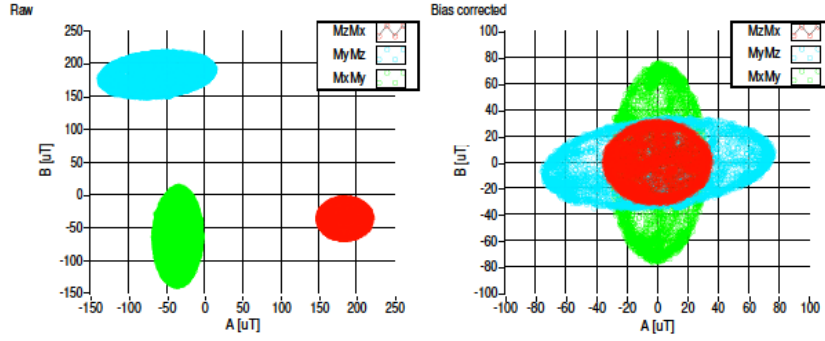 Raw
MzMx
MyMz
MxMy
250
200
150
100
50
0
-50
-100
-150
B [uT]
-150 -100 -50 0 50 100 150 200 250
A [uT]
Bias corrected
MzMx
MyMz
MxMy
100
80
60
40
20
0
-20
-40
-60
-80
-100
B [uT]
-100 -80 -60 -40 -20 0 20 40 60 80 100
A [uT]